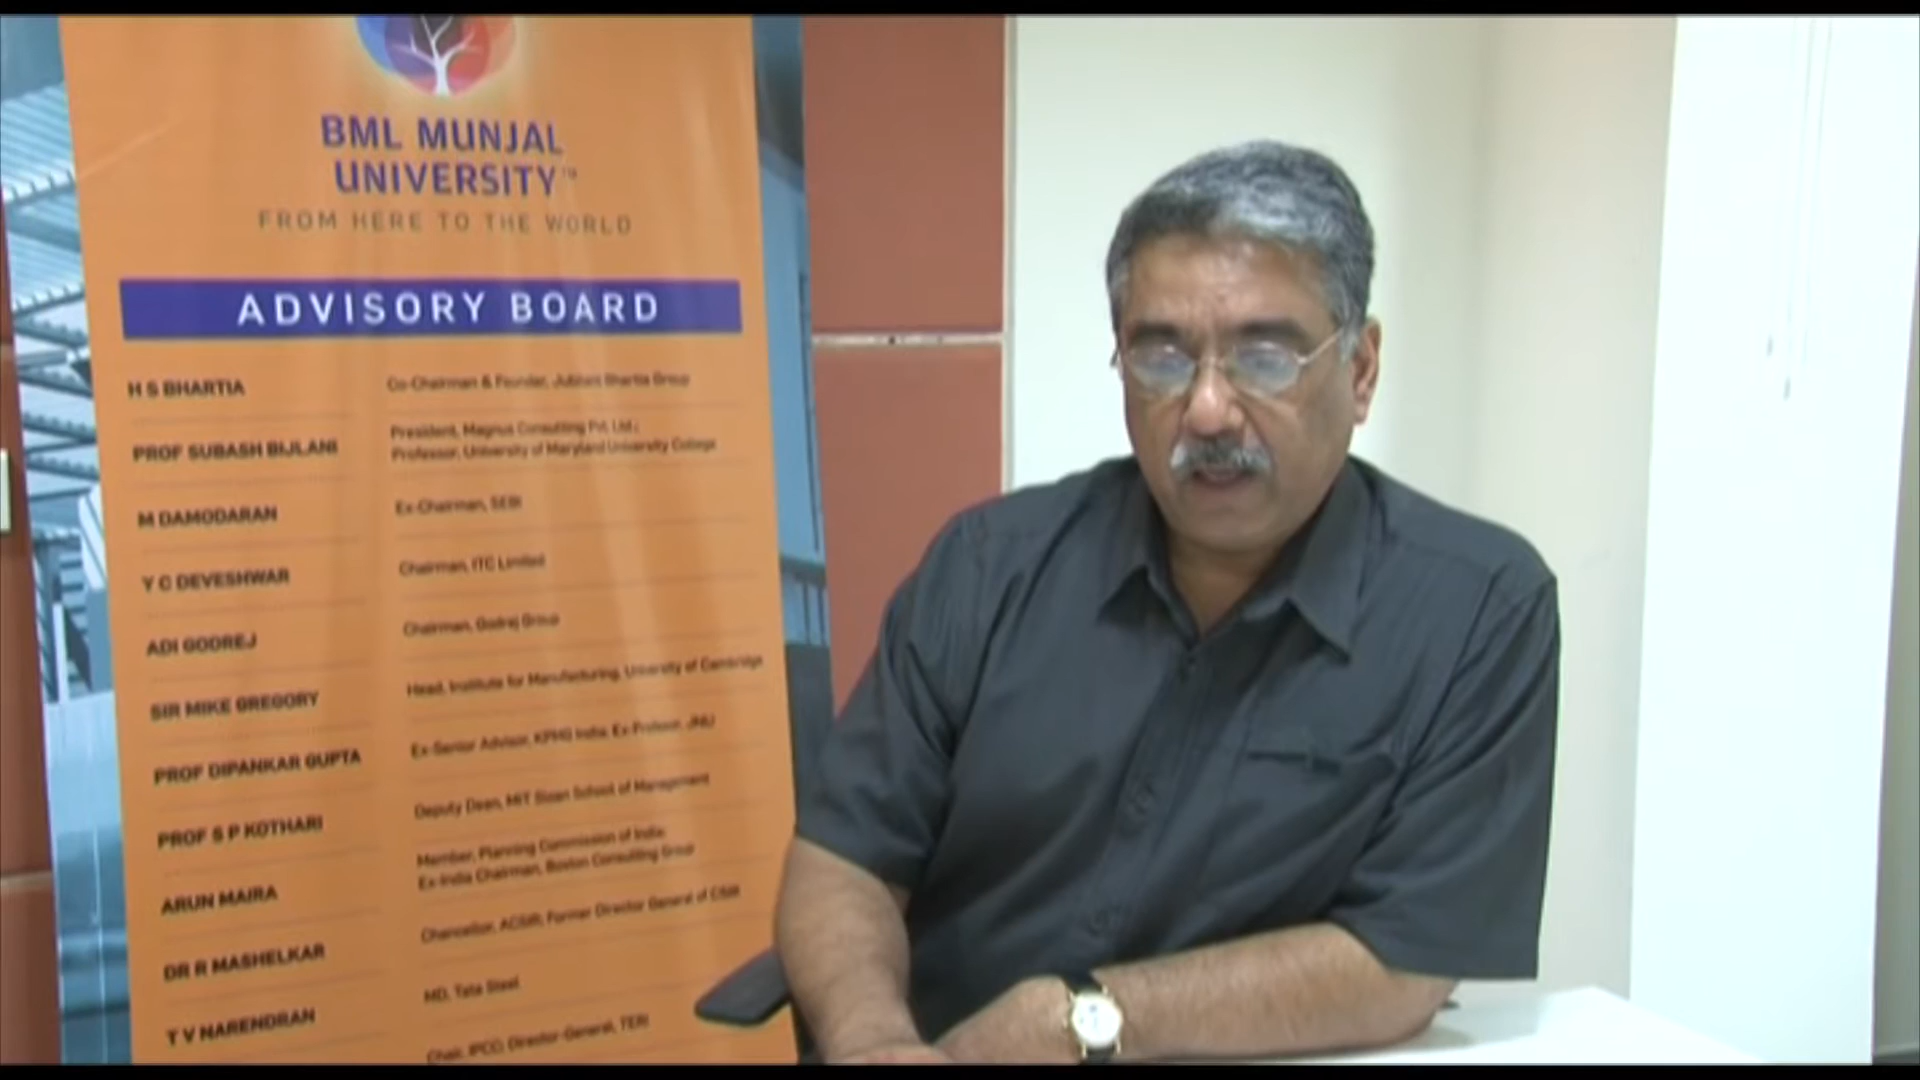 BML MUNJAL
UNIVERSITY™
FROM HERE TO THE WORLD
ADVISORY BOARD
H S BHARTIA Co-Chairman & Founder, Jubilant Bhartia Group
PROF SUBASH BIJLANI President, Magnus Consulting Pvt. Ltd.;
Professor, University of Maryland University College
M DAMODARAN Ex-Chairman, SEBI
Y C DEVESHWAR Chairman, ITC Limited
ADI GODREJ Chairman, Godrej Group
SIR MIKE GREGORY Head, Institute for Manufacturing, University of Cambridge
PROF DIPANKAR GUPTA Ex-Senior Advisor, KPMG India, Ex-Professor, JNU
PROF S P KOTHARI Deputy Dean, MIT Sloan School of Management
ARUN MAIRA Member, Planning Commission of India
Ex-India Chairman, Boston Consulting Group
DR R MASHELKAR Chancellor, ACSIR, Former Director General of CSIR
T V NARENDRAN MD, Tata Steel
Chair, IPCC; Director-General, TERI